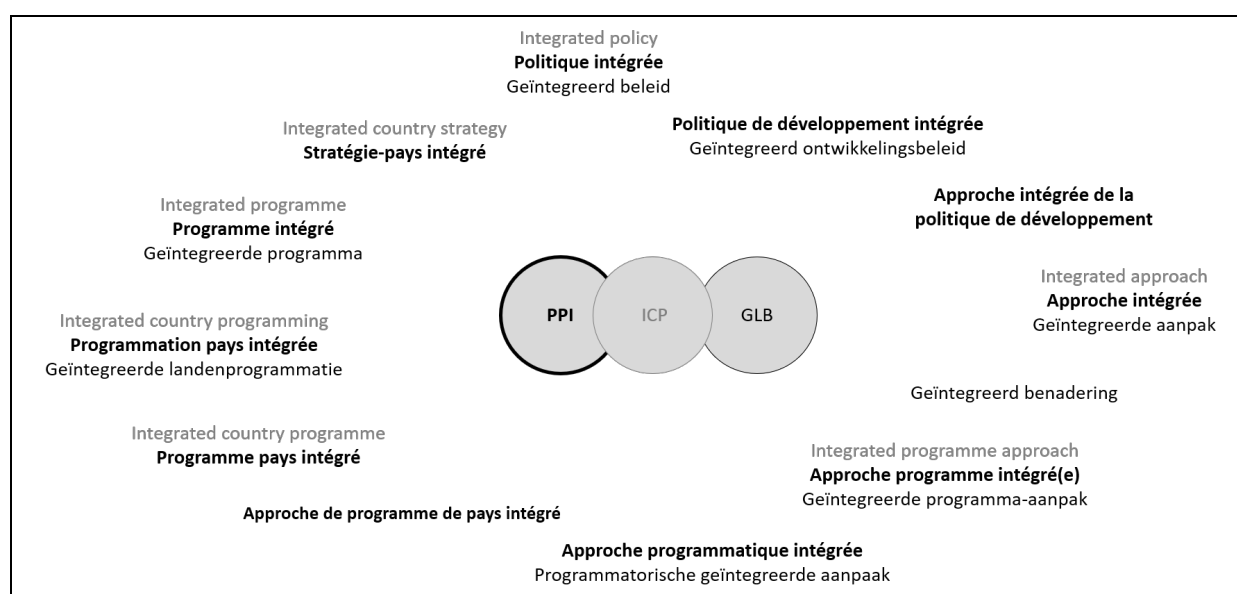 Integrated policy
Politique intégrée
Geïntegreerd beleid
Integrated country strategy
Stratégie-pays intégré
Politique de développement intégrée
Geïntegreerd ontwikkelingsbeleid
Integrated programme
Programme intégré
Geïntegreerde programma
Approche intégrée de la
politique de développement
Integrated approach
Approche intégrée
Geïntegreerde aanpak
PPI
ICP
GLB
Integrated country programming
Programmation pays intégrée
Geïntegreerde landenprogrammatie
Geïntegreerd benadering
Integrated country programme
Programme pays intégré
Integrated programme approach
Approche programme intégré(e)
Geïntegreerde programma-aanpak
Approche de programme de pays intégré
Approche programmatique intégrée
Programmatorische geïntegreerde aanpaak